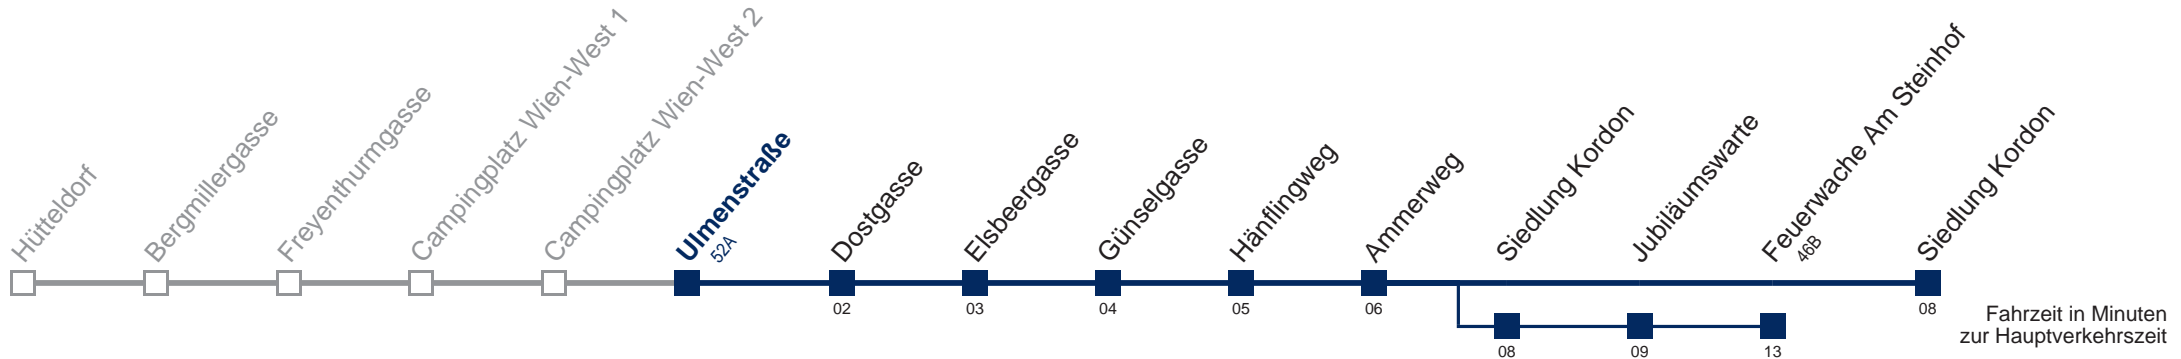 Hütteldorf
Bergmillergasse
Freyenthurmgasse
Campingplatz Wien-West 1
Campingplatz Wien-West 2
Ulmenstraße
52A
Dostgasse
Elsbeergasse
Günselgasse
Hänflingweg
Ammerweg
Siedlung Kordon
Jubiläumswarte
Feuerwache Am Steinhof
46B
Siedlung Kordon
02
03
04
05
06
08
08
09
13
Fahrzeit in Minuten
zur Hauptverkehrszeit